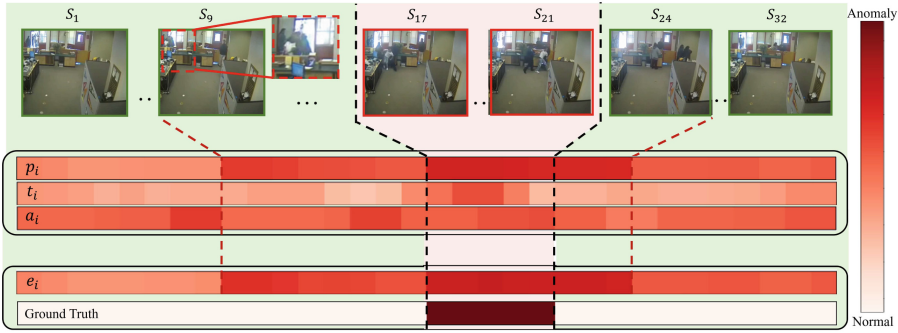 S₁ S₉ S₁₇ S₂₁ S₂₄ S₃₂ Anomaly
.. ... .. ...
pᵢ
tᵢ
aᵢ
eᵢ
Ground Truth
Normal